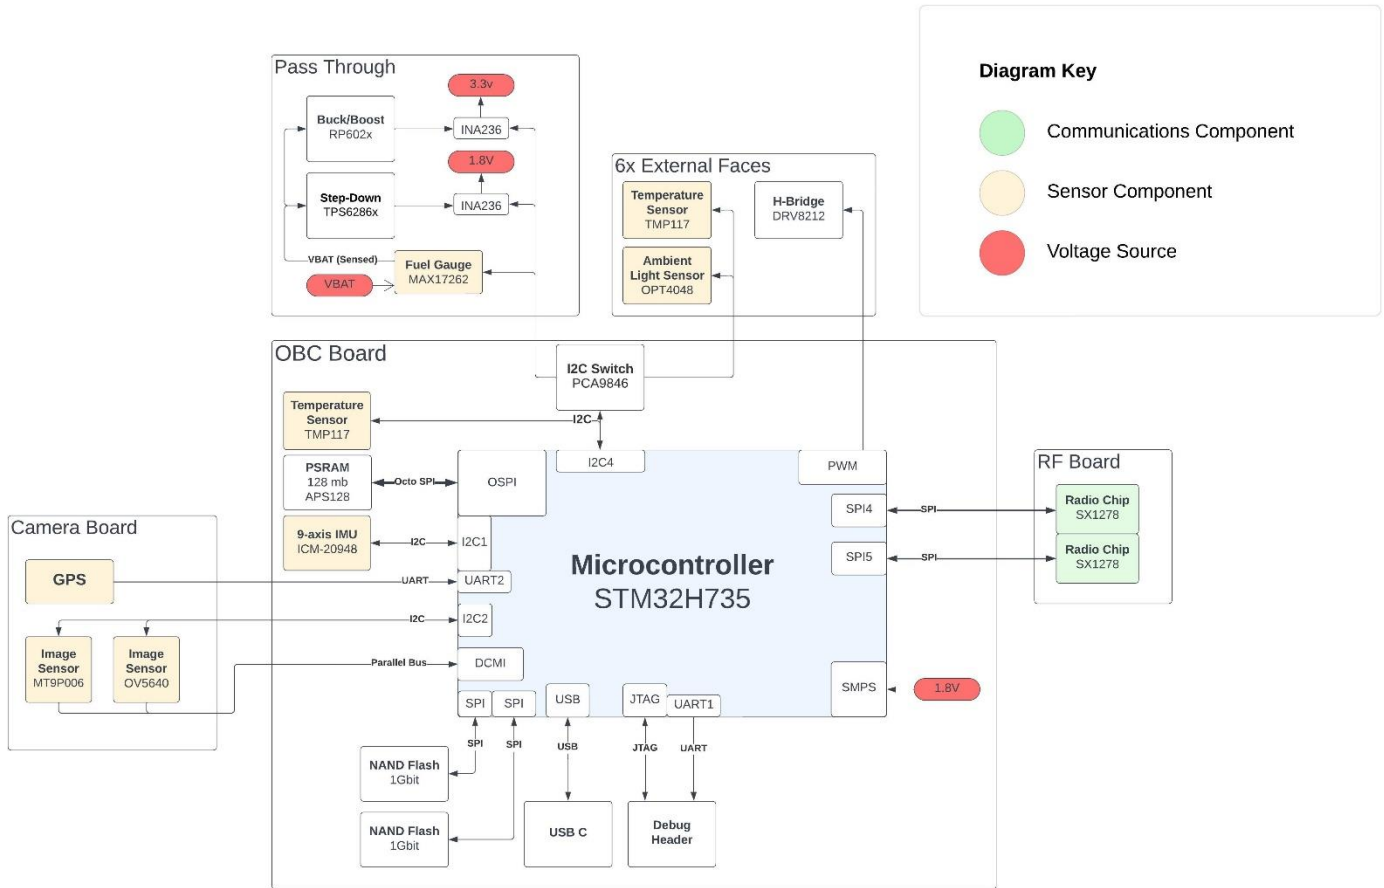 Pass Through
3.3v
Buck/Boost
RP602x
INA236
1.8V
Step-Down
TPS6286x
INA236
VBAT (Sensed)
Fuel Gauge
MAX17262
VBAT
6x External Faces
Temperature
Sensor
TMP117
H-Bridge
DRV8212
Ambient
Light Sensor
OPT4048
Diagram Key
Communications Component
Sensor Component
Voltage Source
OBC Board
I2C Switch
PCA9846
Temperature
Sensor
TMP117
I2C
I2C4
PWM
PSRAM
128 mb
APS128
Octo SPI
OSPI
SPI4
SPI
9-axis IMU
ICM-20948
I2C
I2C1
SPI5
SPI
Microcontroller
STM32H735
UART
UART2
I2C
I2C2
Parallel Bus
DCMI
SMPS
1.8V
SPI
SPI
USB
JTAG
UART1
SPI
SPI
USB
JTAG
UART
NAND Flash
1Gbit
NAND Flash
1Gbit
USB C
Debug
Header
RF Board
Radio Chip
SX1278
Radio Chip
SX1278
Camera Board
GPS
Image
Sensor
MT9P006
Image
Sensor
OV5640